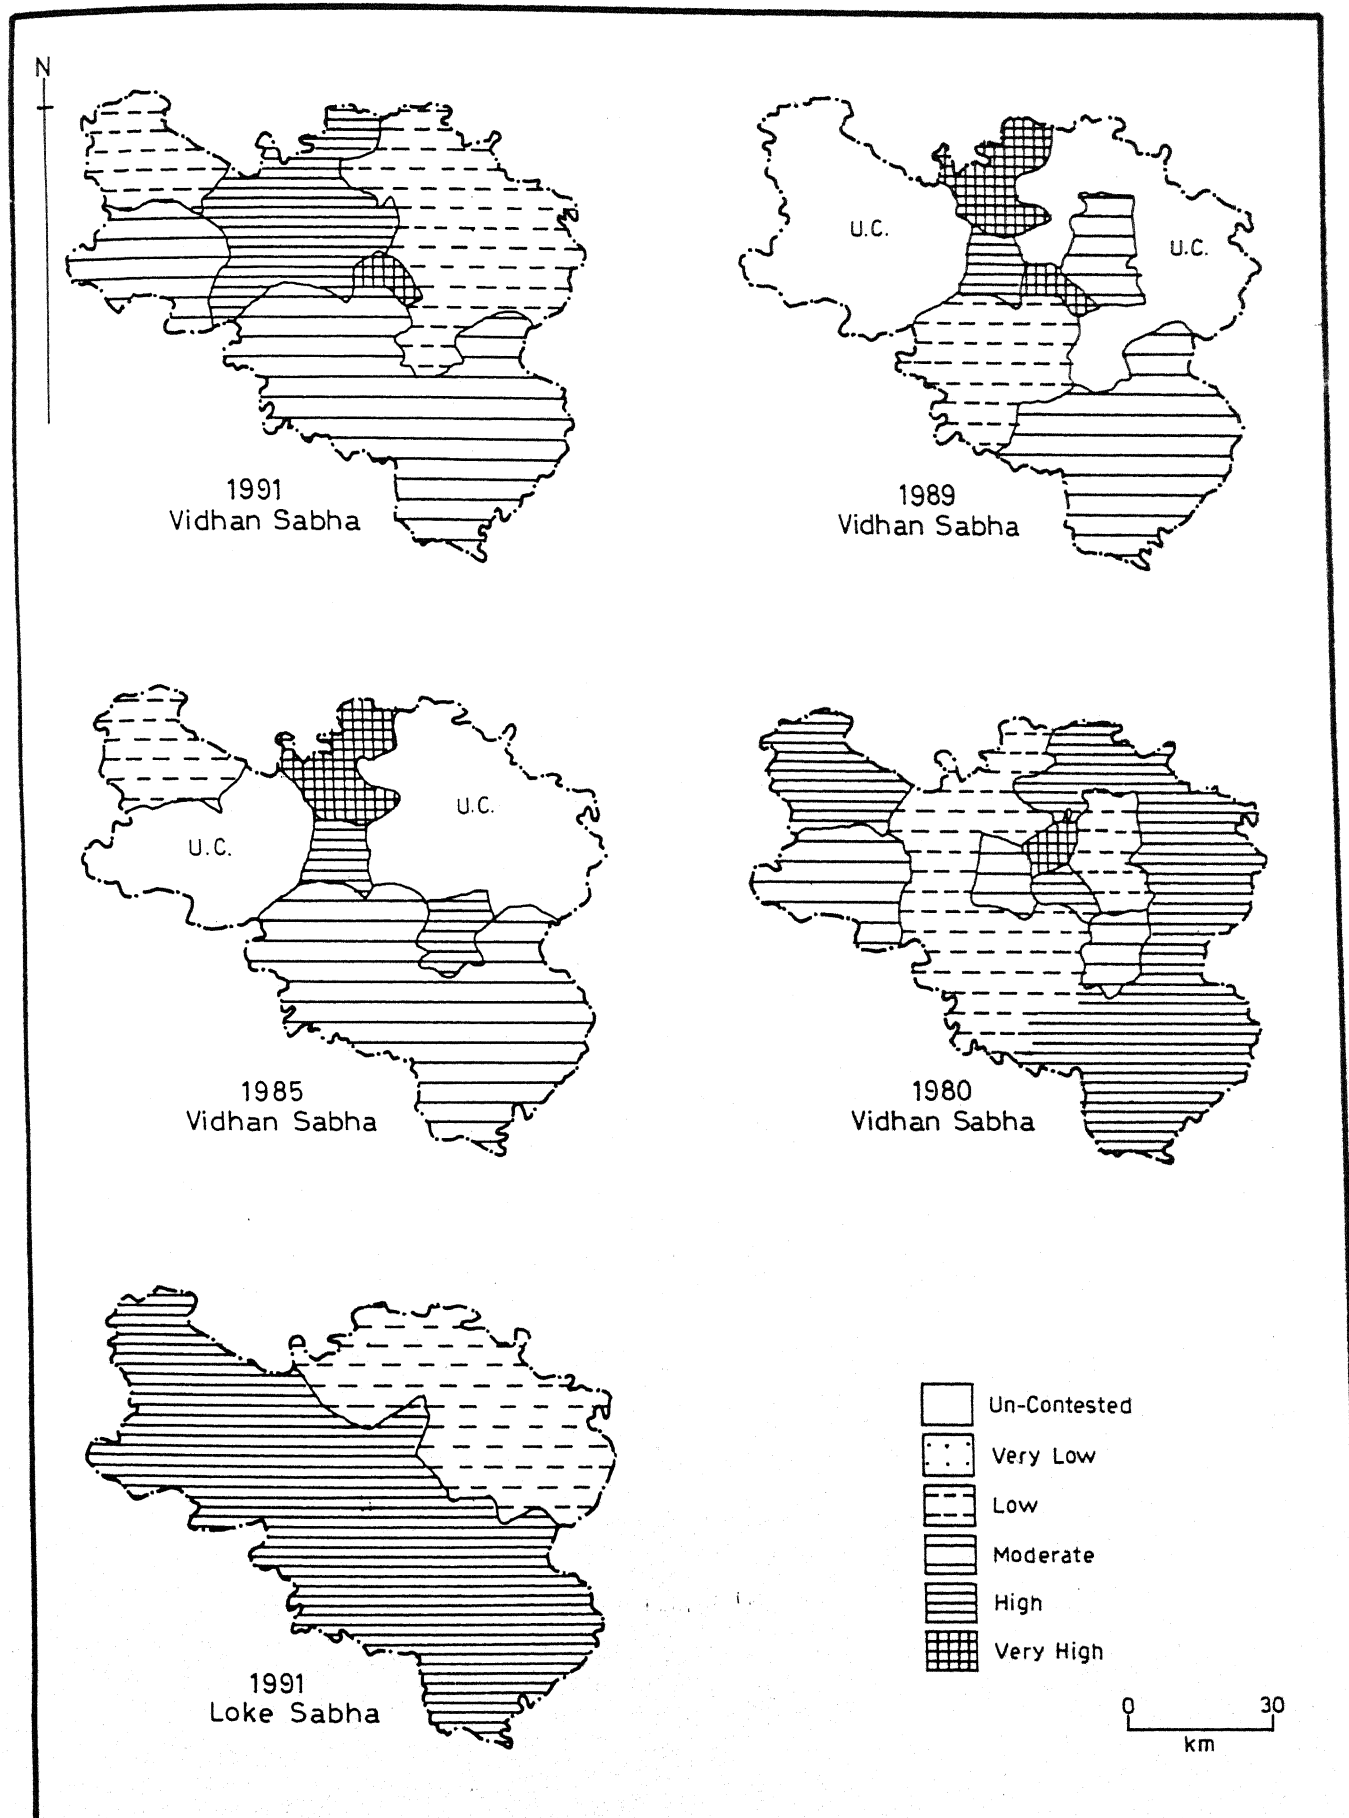 N
U.C.
U.C.
1991
Vidhan Sabha
1989
Vidhan Sabha
U.C.
U.C.
1985
Vidhan Sabha
1980
Vidhan Sabha
Un-Contested
Very Low
Low
Moderate
High
Very High
1991
Loke Sabha
0 30
km